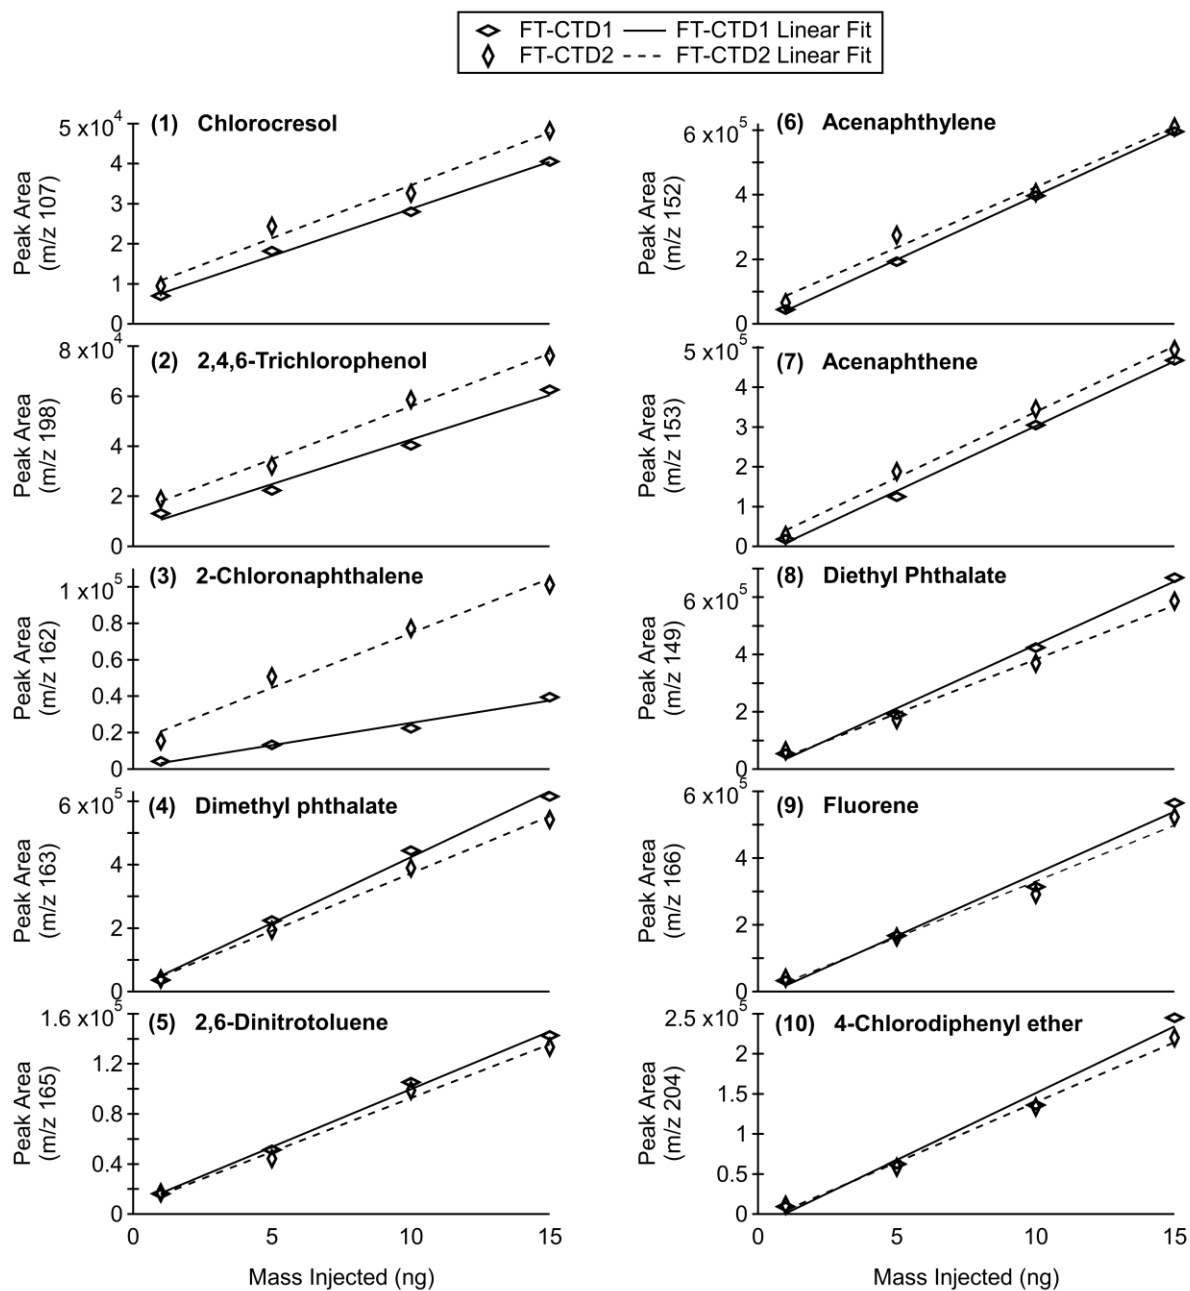 FT-CTD1 FT-CTD1 Linear Fit
FT-CTD2 FT-CTD2 Linear Fit
(1) Chlorocresol
5 x10^4
4
3
2
1
0
Peak Area
(m/z 107)
(2) 2,4,6-Trichlorophenol
8 x10^4
6
4
2
0
Peak Area
(m/z 198)
(3) 2-Chloronaphthalene
1 x10^5
0.8
0.6
0.4
0.2
0
Peak Area
(m/z 162)
(4) Dimethyl phthalate
6 x10^5
4
2
0
Peak Area
(m/z 163)
(5) 2,6-Dinitrotoluene
1.6 x10^5
1.2
0.8
0.4
0
Peak Area
(m/z 165)
0 5 10 15
Mass Injected (ng)
(6) Acenaphthylene
6 x10^5
4
2
0
Peak Area
(m/z 152)
(7) Acenaphthene
5 x10^5
4
3
2
1
0
Peak Area
(m/z 153)
(8) Diethyl Phthalate
6 x10^5
4
2
0
Peak Area
(m/z 149)
(9) Fluorene
6 x10^5
4
2
0
Peak Area
(m/z 166)
(10) 4-Chlorodiphenyl ether
2.5 x10^5
2
1.5
1
0.5
0
Peak Area
(m/z 204)
0 5 10 15
Mass Injected (ng)